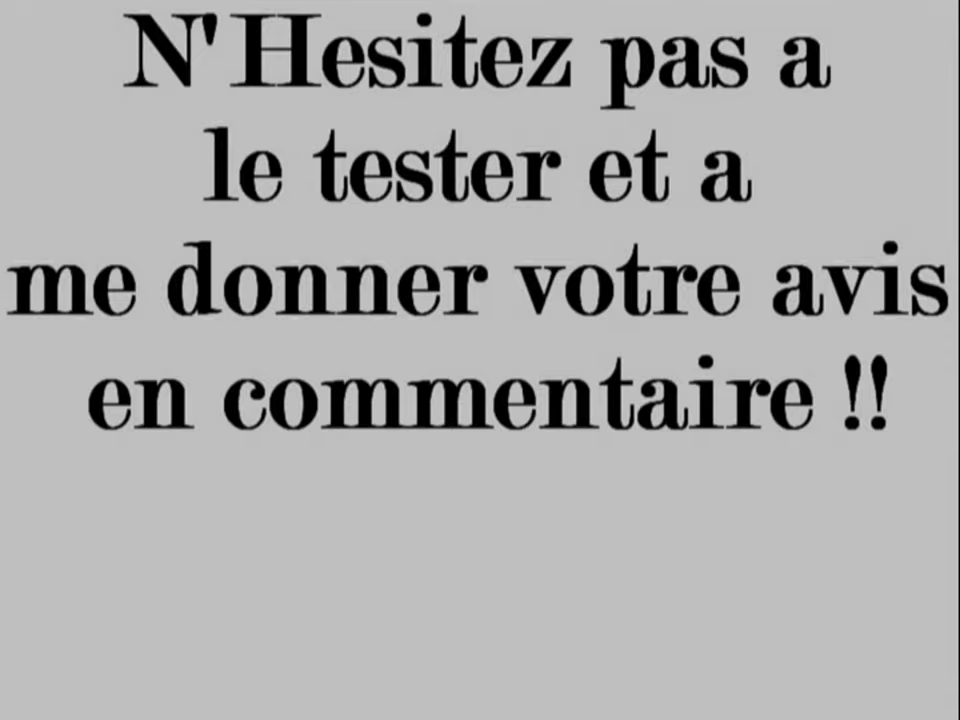 N'Hesitez pas a
le tester et a
me donner votre avis
en commentaire !!